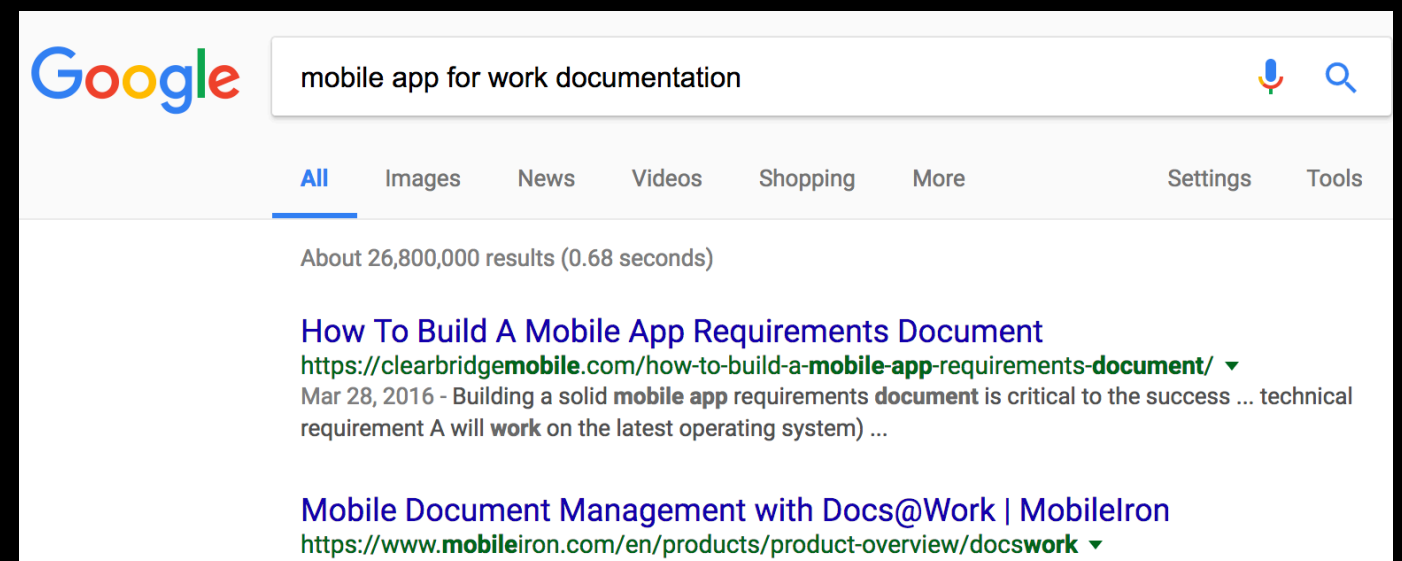 Google
mobile app for work documentation
All Images News Videos Shopping More Settings Tools
About 26,800,000 results (0.68 seconds)
How To Build A Mobile App Requirements Document
https://clearbridgemobile.com/how-to-build-a-mobile-app-requirements-document/
Mar 28, 2016 - Building a solid mobile app requirements document is critical to the success ... technical
requirement A will work on the latest operating system) ...
Mobile Document Management with Docs@Work | MobileIron
https://www.mobileiron.com/en/products/product-overview/docswork